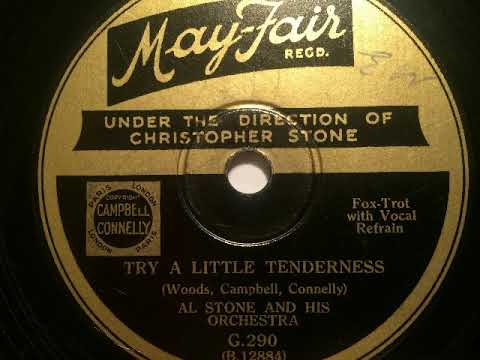 May-Fair
REGD.
UNDER THE DIRECTION OF
CHRISTOPHER STONE
PARIS LONDON
COPYRIGHT
CAMPBELL
CONNELLY
LONDON PARIS
Fox-Trot
with Vocal
Refrain
TRY A LITTLE TENDERNESS
(Woods, Campbell, Connelly)
AL STONE AND HIS
ORCHESTRA
G.290
(B.12884)